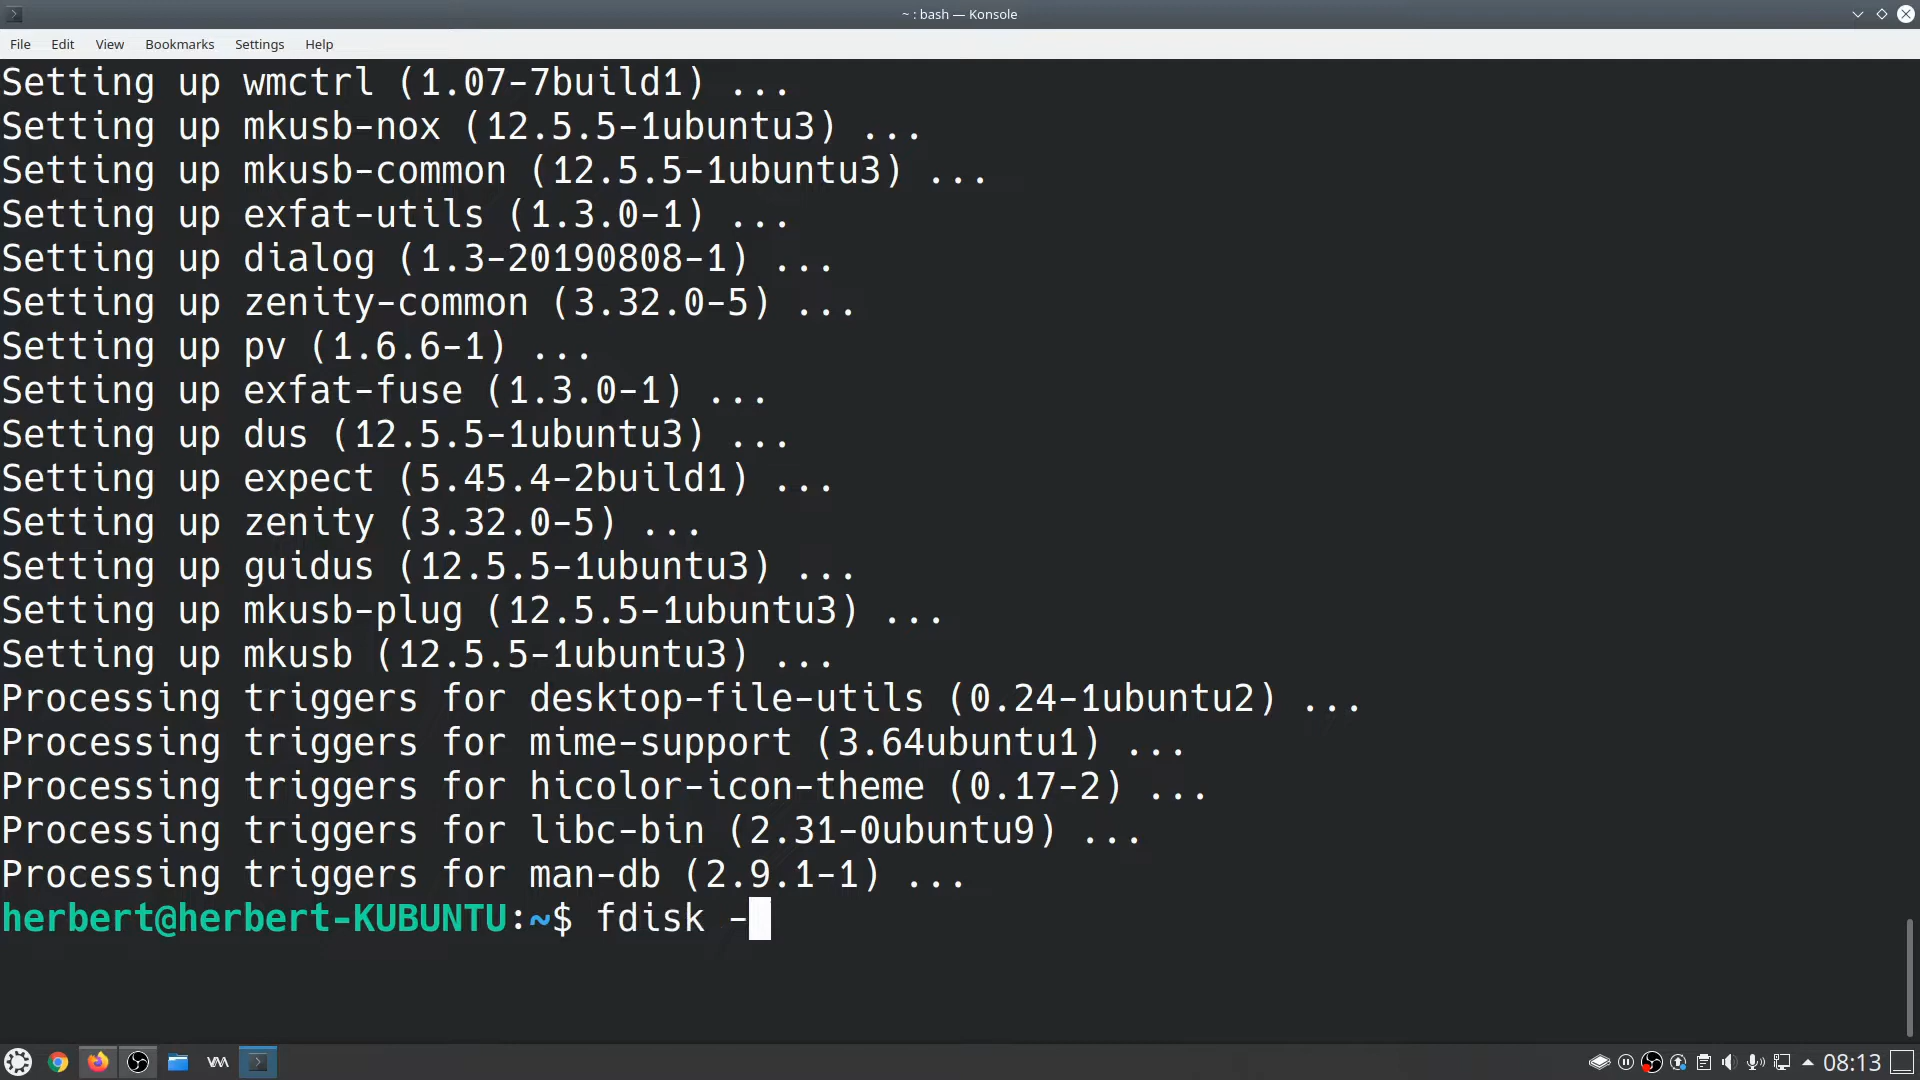 ~ : bash — Konsole
File Edit View Bookmarks Settings Help
Setting up wmctrl (1.07-7build1) ...
Setting up mkusb-nox (12.5.5-1ubuntu3) ...
Setting up mkusb-common (12.5.5-1ubuntu3) ...
Setting up exfat-utils (1.3.0-1) ...
Setting up dialog (1.3-20190808-1) ...
Setting up zenity-common (3.32.0-5) ...
Setting up pv (1.6.6-1) ...
Setting up exfat-fuse (1.3.0-1) ...
Setting up dus (12.5.5-1ubuntu3) ...
Setting up expect (5.45.4-2build1) ...
Setting up zenity (3.32.0-5) ...
Setting up guidus (12.5.5-1ubuntu3) ...
Setting up mkusb-plug (12.5.5-1ubuntu3) ...
Setting up mkusb (12.5.5-1ubuntu3) ...
Processing triggers for desktop-file-utils (0.24-1ubuntu2) ...
Processing triggers for mime-support (3.64ubuntu1) ...
Processing triggers for hicolor-icon-theme (0.17-2) ...
Processing triggers for libc-bin (2.31-0ubuntu9) ...
Processing triggers for man-db (2.9.1-1) ...
herbert@herbert-KUBUNTU:~$ fdisk -
08:13